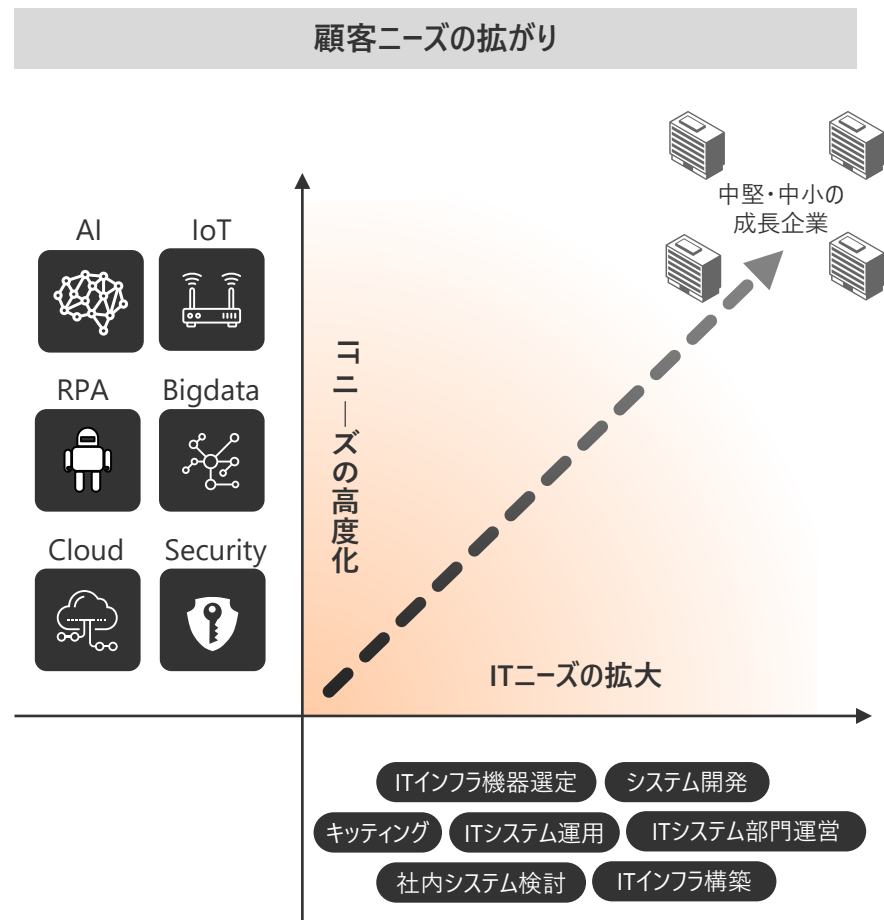 顧客ニーズの拡がり
中堅・中小の
成長企業
AI
IoT
RPA
Bigdata
Cloud
Security
ITニーズの高度化
ITニーズの拡大
ITインフラ機器選定
システム開発
キッティング
ITシステム運用
ITシステム部門運営
社内システム検討
ITインフラ構築